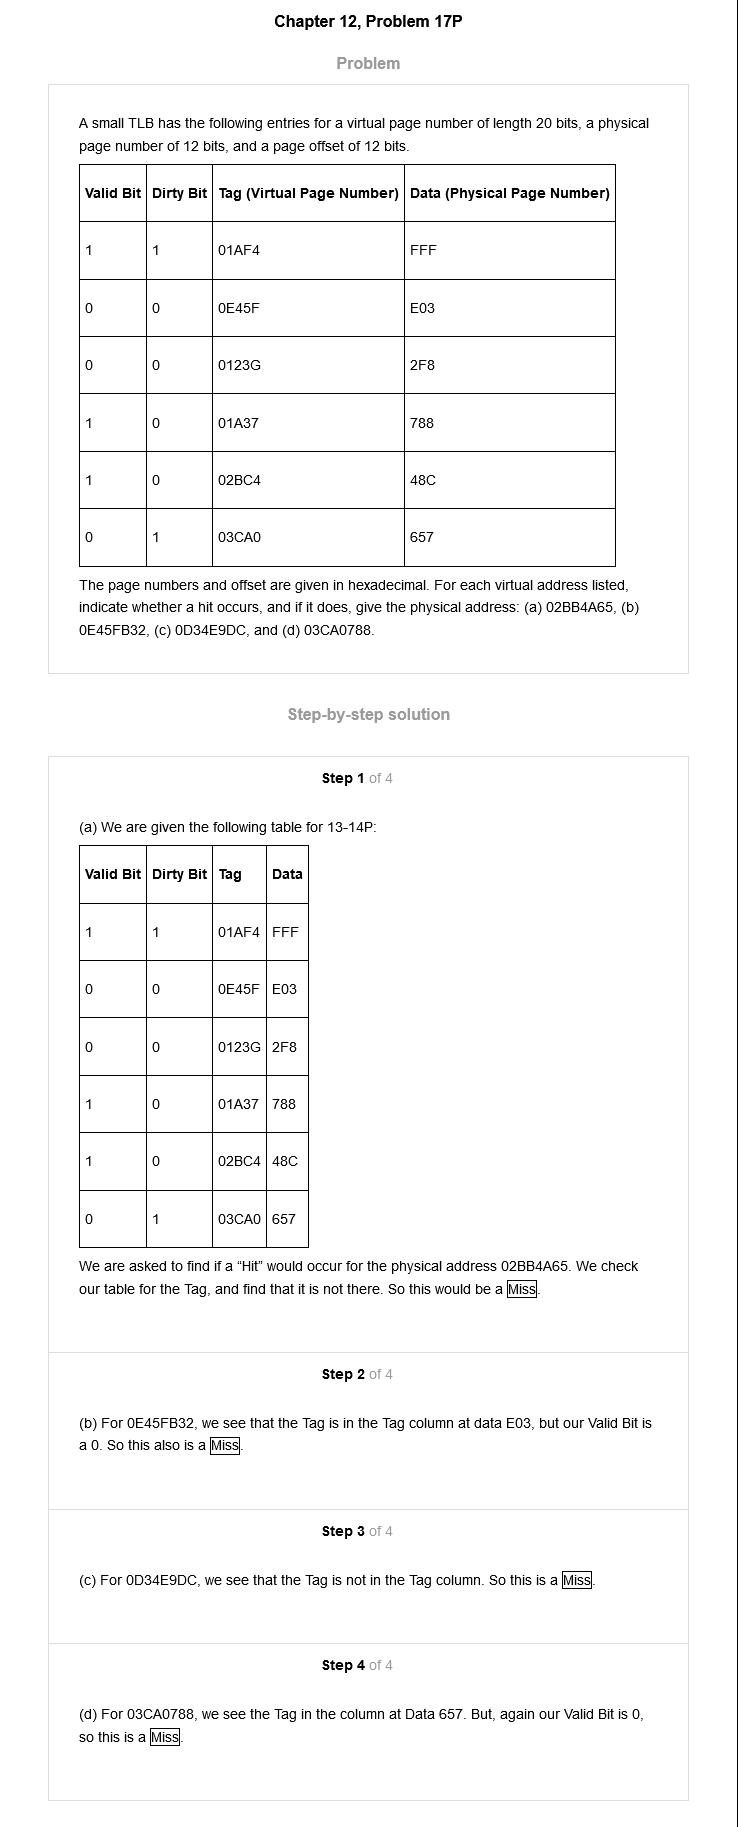 Chapter 12, Problem 17P
Problem
A small TLB has the following entries for a virtual page number of length 20 bits, a physical
page number of 12 bits, and a page offset of 12 bits.
Valid Bit Dirty Bit Tag (Virtual Page Number) Data (Physical Page Number)
1 1 01AF4 FFF
0 0 0E45F E03
0 0 0123G 2F8
1 0 01A37 788
1 0 02BC4 48C
0 1 03CA0 657
The page numbers and offset are given in hexadecimal. For each virtual address listed,
indicate whether a hit occurs, and if it does, give the physical address: (a) 02BB4A65, (b)
0E45FB32, (c) 0D34E9DC, and (d) 03CA0788.
Step-by-step solution
Step 1 of 4
(a) We are given the following table for 13-14P:
Valid Bit Dirty Bit Tag Data
1 1 01AF4 FFF
0 0 0E45F E03
0 0 0123G 2F8
1 0 01A37 788
1 0 02BC4 48C
0 1 03CA0 657
We are asked to find if a “Hit” would occur for the physical address 02BB4A65. We check
our table for the Tag, and find that it is not there. So this would be a Miss.
Step 2 of 4
(b) For 0E45FB32, we see that the Tag is in the Tag column at data E03, but our Valid Bit is
a 0. So this also is a Miss.
Step 3 of 4
(c) For 0D34E9DC, we see that the Tag is not in the Tag column. So this is a Miss.
Step 4 of 4
(d) For 03CA0788, we see the Tag in the column at Data 657. But, again our Valid Bit is 0,
so this is a Miss.